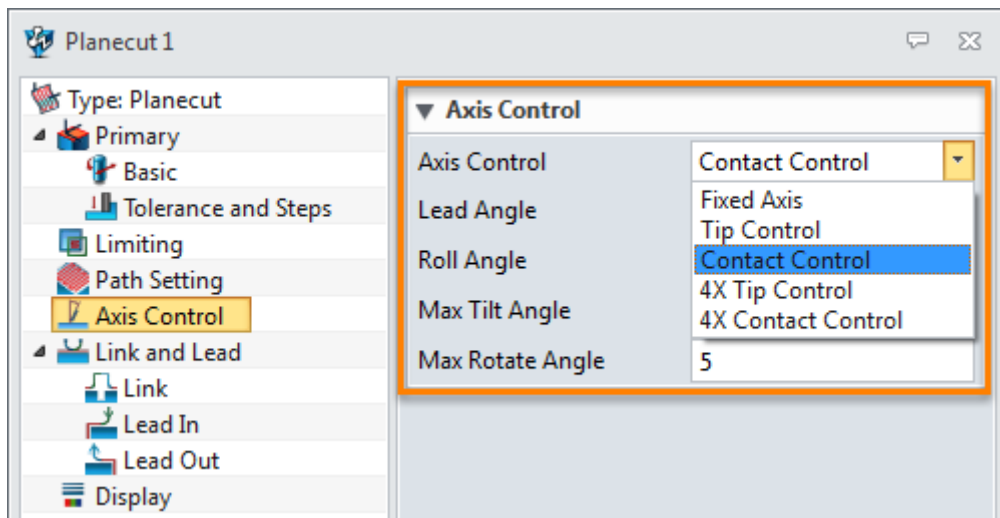 Planecut 1
Type: Planecut
Primary
Basic
Tolerance and Steps
Limiting
Path Setting
Axis Control
Link and Lead
Link
Lead In
Lead Out
Display
Axis Control
Axis Control Contact Control
Lead Angle
Roll Angle
Max Tilt Angle
Max Rotate Angle 5
Fixed Axis
Tip Control
Contact Control
4X Tip Control
4X Contact Control